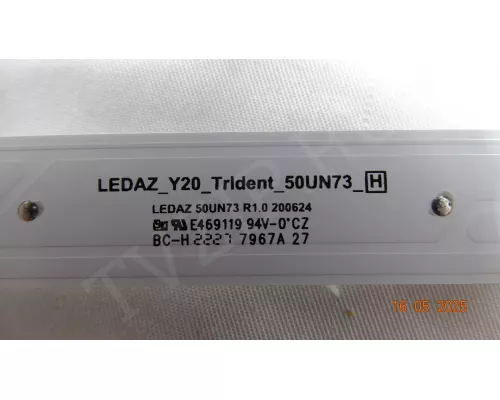 LEDAZ_Y20_Trident_50UN73_H
LEDAZ 50UN73 R1.0 200624
E469119 94V-0*CZ
BC-H 2227 7967A 27
16 05 2025